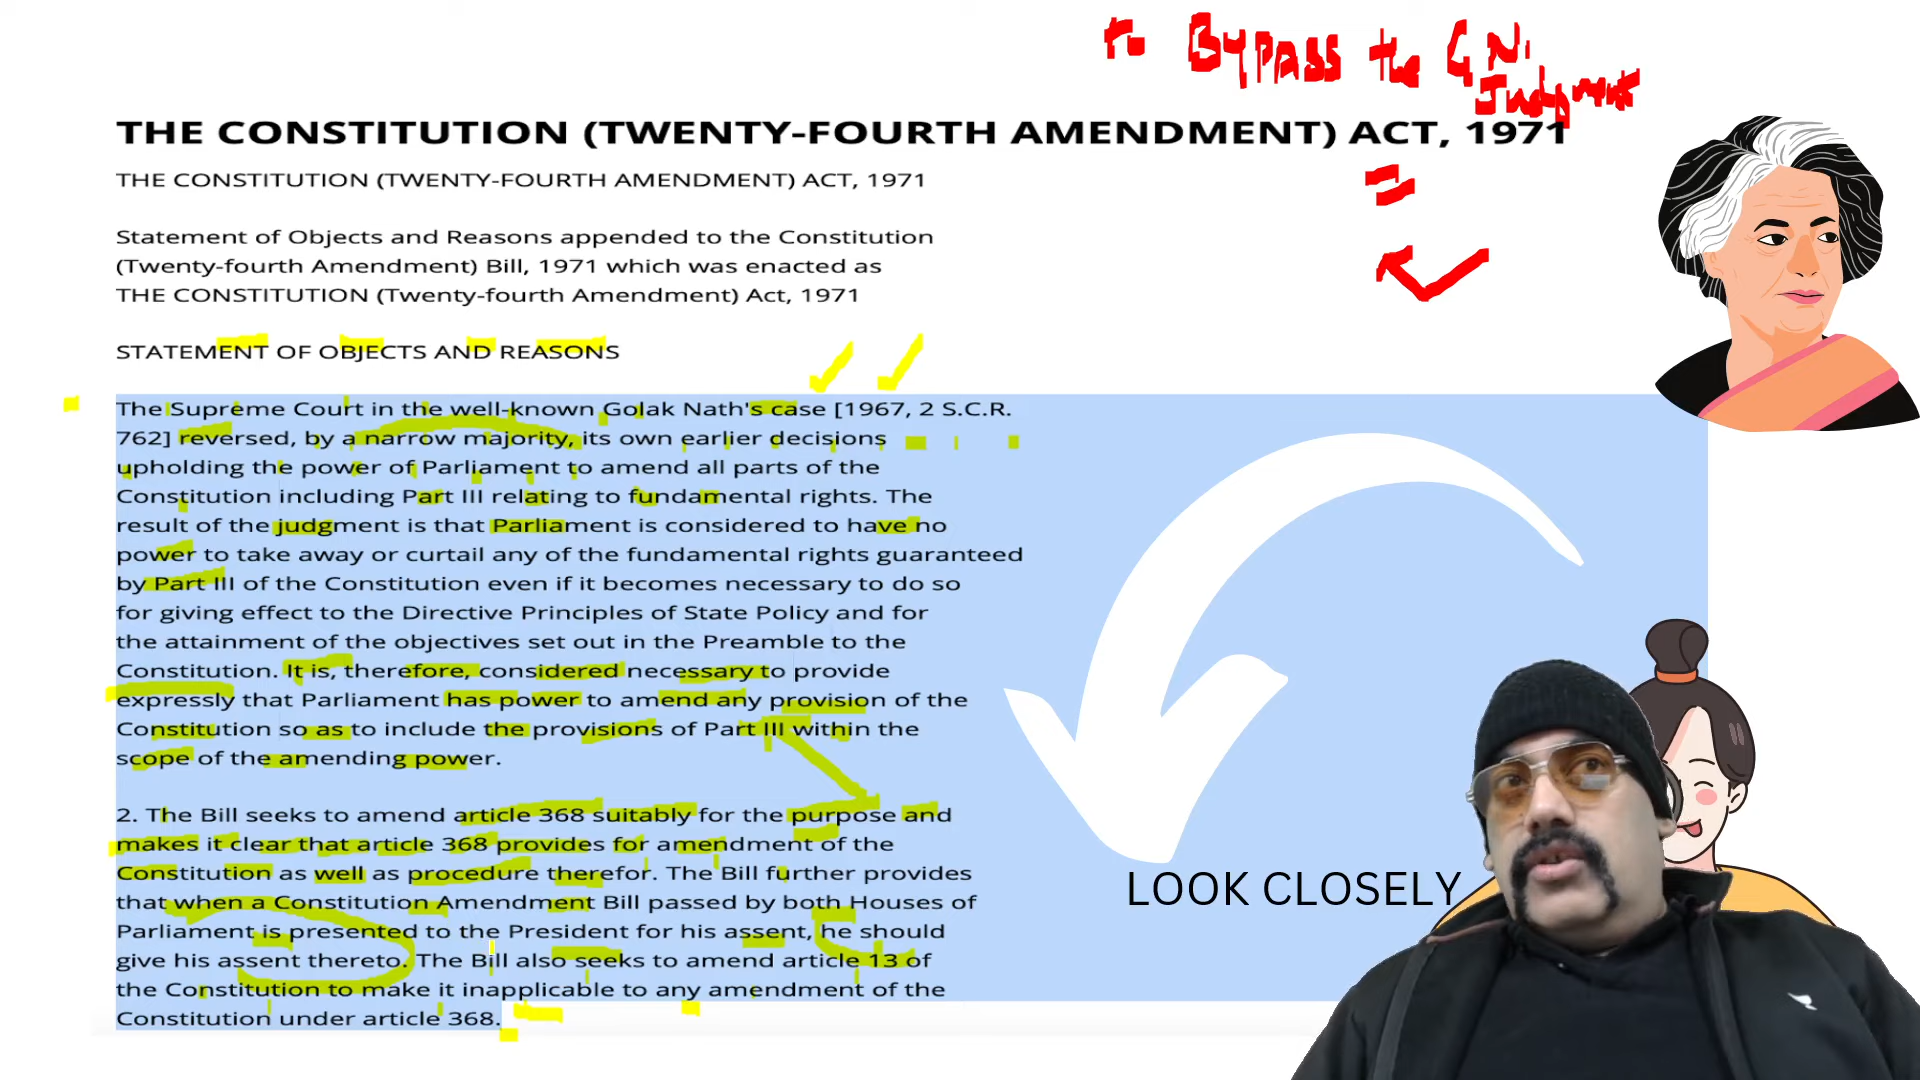 to Bypass the G.N.
Judgment
THE CONSTITUTION (TWENTY-FOURTH AMENDMENT) ACT, 1971
THE CONSTITUTION (TWENTY-FOURTH AMENDMENT) ACT, 1971
Statement of Objects and Reasons appended to the Constitution
(Twenty-fourth Amendment) Bill, 1971 which was enacted as
THE CONSTITUTION (Twenty-fourth Amendment) Act, 1971
STATEMENT OF OBJECTS AND REASONS
The Supreme Court in the well-known Golak Nath's case [1967, 2 S.C.R.
762] reversed, by a narrow majority, its own earlier decisions
upholding the power of Parliament to amend all parts of the
Constitution including Part III relating to fundamental rights. The
result of the judgment is that Parliament is considered to have no
power to take away or curtail any of the fundamental rights guaranteed
by Part III of the Constitution even if it becomes necessary to do so
for giving effect to the Directive Principles of State Policy and for
the attainment of the objectives set out in the Preamble to the
Constitution. It is, therefore, considered necessary to provide
expressly that Parliament has power to amend any provision of the
Constitution so as to include the provisions of Part III within the
scope of the amending power.
2. The Bill seeks to amend article 368 suitably for the purpose and
makes it clear that article 368 provides for amendment of the
Constitution as well as procedure therefor. The Bill further provides
that when a Constitution Amendment Bill passed by both Houses of
Parliament is presented to the President for his assent, he should
give his assent thereto. The Bill also seeks to amend article 13 of
the Constitution to make it inapplicable to any amendment of the
Constitution under article 368.
LOOK CLOSELY